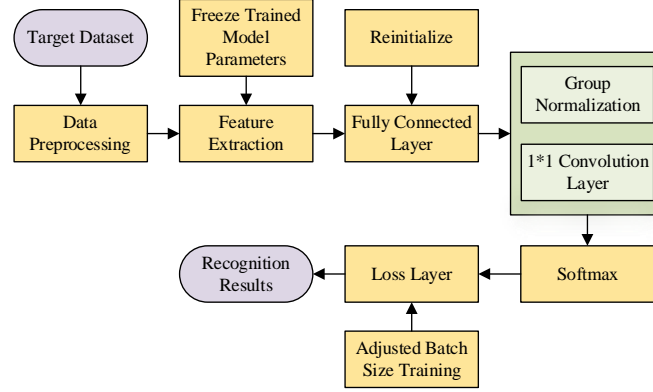 Target Dataset
Freeze Trained
Model
Parameters
Reinitialize
Data
Preprocessing
Feature
Extraction
Fully Connected
Layer
Group
Normalization
1*1 Convolution
Layer
Recognition
Results
Loss Layer
Softmax
Adjusted Batch
Size Training